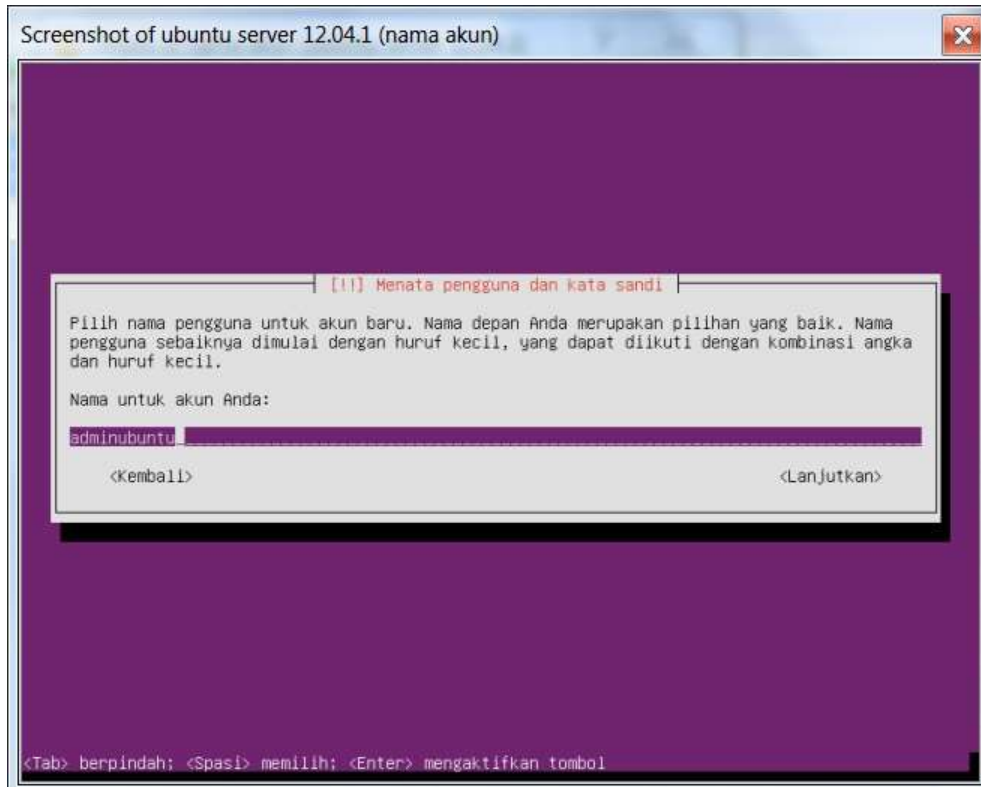 Screenshot of ubuntu server 12.04.1 (nama akun)
[!!] Menata pengguna dan kata sandi
Pilih nama pengguna untuk akun baru. Nama depan Anda merupakan pilihan yang baik. Nama
pengguna sebaiknya dimulai dengan huruf kecil, yang dapat diikuti dengan kombinasi angka
dan huruf kecil.
Nama untuk akun Anda:
adminubuntu
<Kembali> <Lanjutkan>
<Tab> berpindah; <Spasi> memilih; <Enter> mengaktifkan tombol